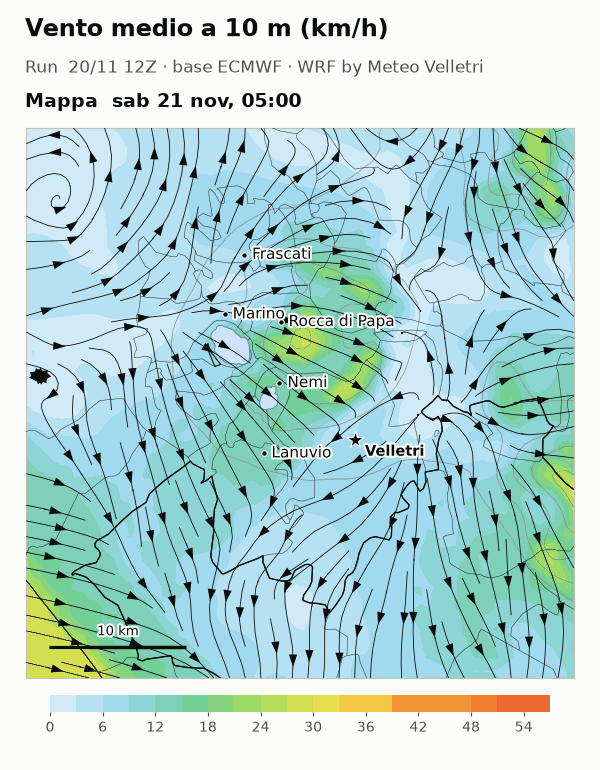 Vento medio a 10 m (km/h)
Run  20/11 12Z · base ECMWF · WRF by Meteo Velletri
Mappa  sab 21 nov, 05:00
Frascati
Marino
Rocca di Papa
Nemi
Velletri
Lanuvio
10 km
0 6 12 18 24 30 36 42 48 54